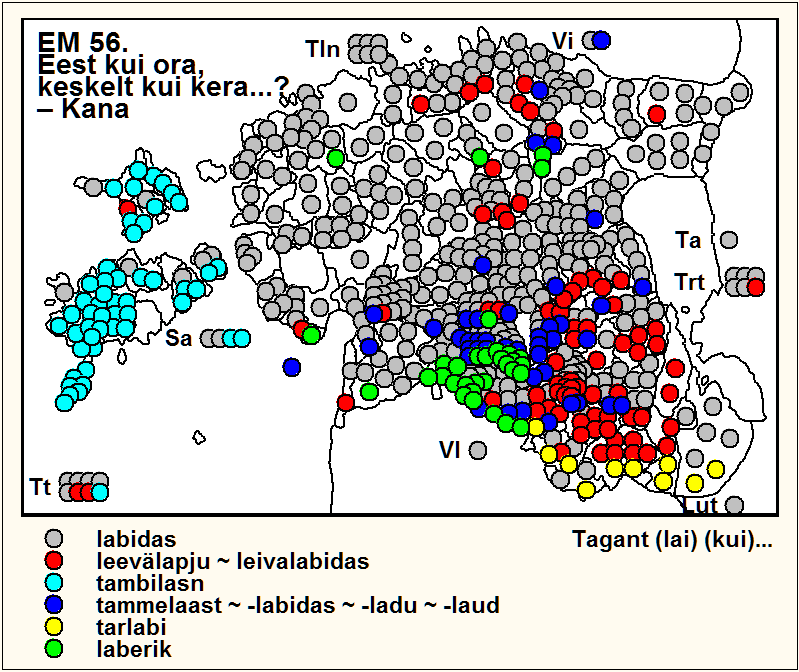 EM 56.
Eest kui ora,
keskelt kui kera...?
– Kana
Tln
Vi
Ta
Trt
Sa
Vl
Tt
Lut
Tagant (lai) (kui)...
labidas
leevälapju ~ leivalabidas
tambilasn
tammelaast ~ -labidas ~ -ladu ~ -laud
tarlabi
laberik